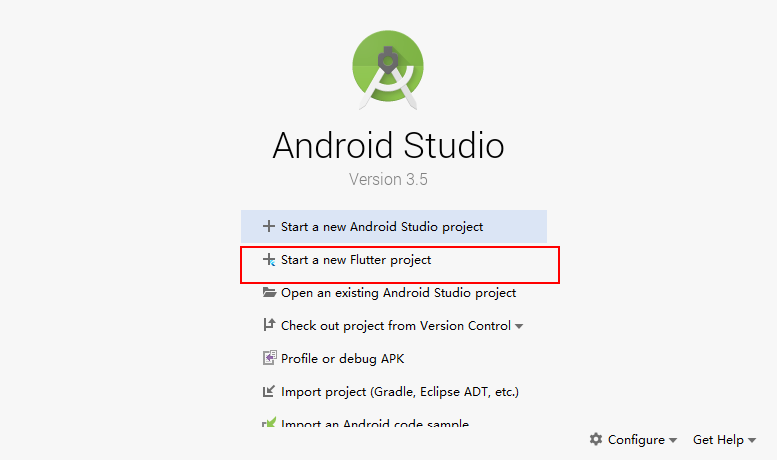 Android Studio
Version 3.5
Start a new Android Studio project
Start a new Flutter project
Open an existing Android Studio project
Check out project from Version Control
Profile or debug APK
Import project (Gradle, Eclipse ADT, etc.)
Import an Android code sample
Configure Get Help